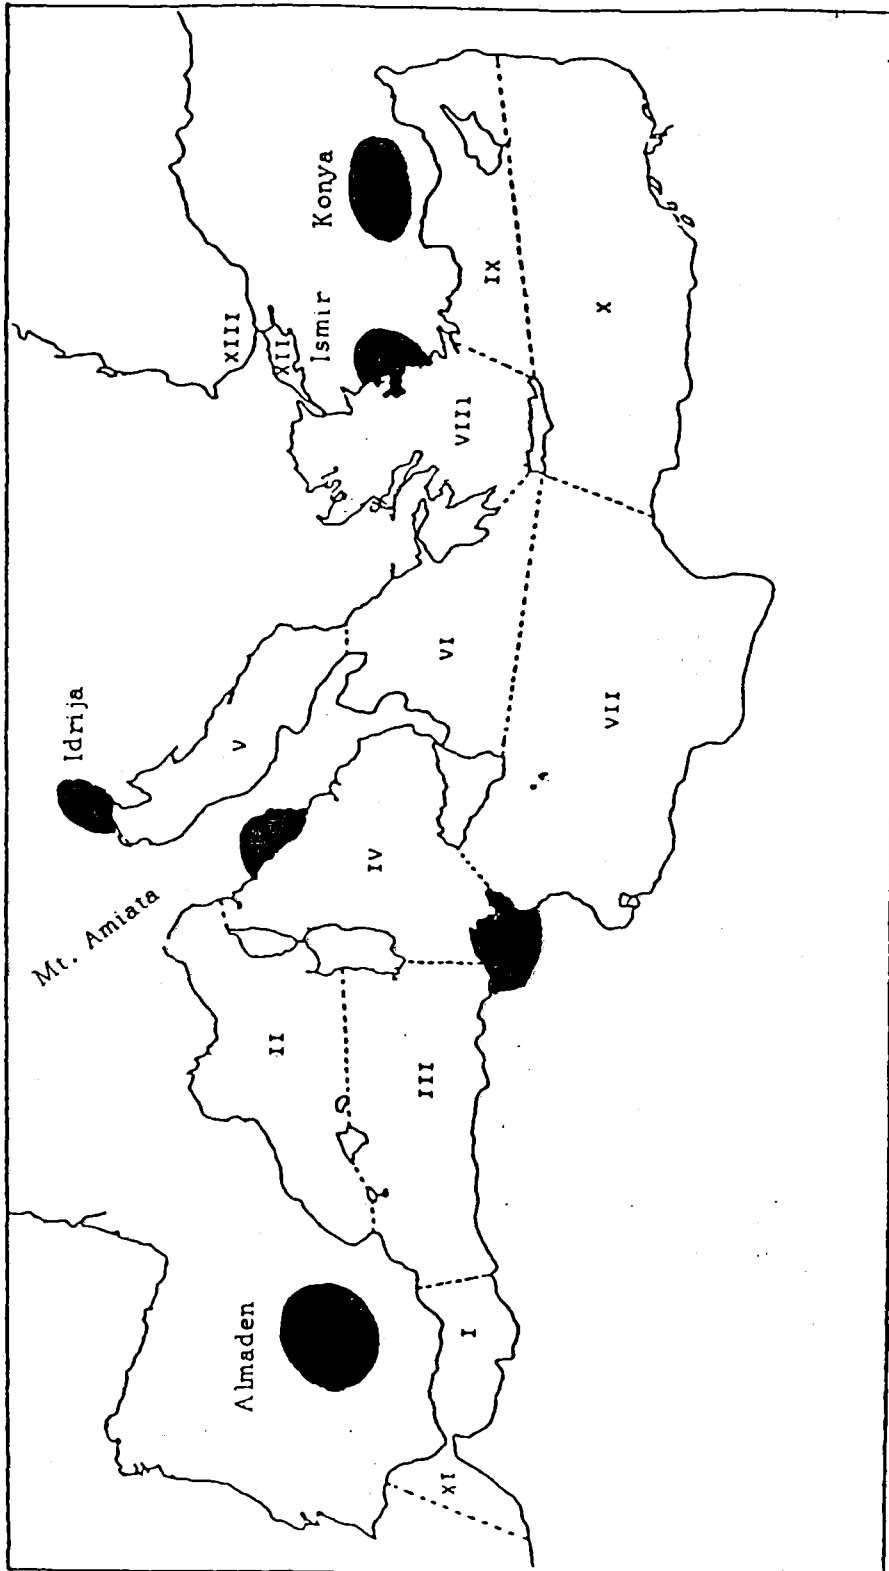 Almaden
Mt. Amiata
Idrija
Ismir
Konya
XIII
XII
V
II
IV
VI
VIII
IX
III
VII
X
I
XI